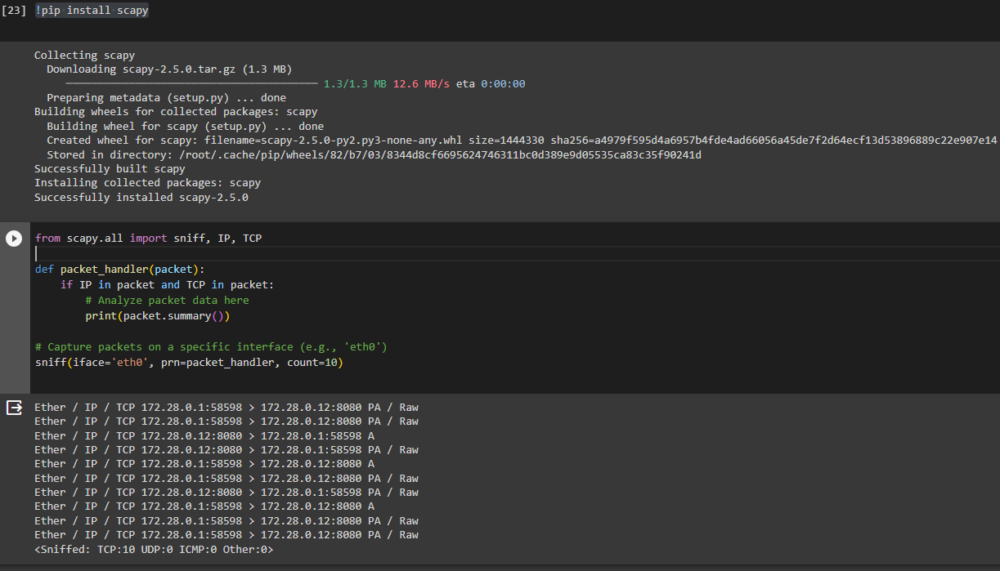 [23] !pip install scapy
Collecting scapy
  Downloading scapy-2.5.0.tar.gz (1.3 MB)
     ━━━━━━━━━━━━━━━━━━━━━━━━━━━━━━━━━━━━━━━━ 1.3/1.3 MB 12.6 MB/s eta 0:00:00
  Preparing metadata (setup.py) ... done
Building wheels for collected packages: scapy
  Building wheel for scapy (setup.py) ... done
  Created wheel for scapy: filename=scapy-2.5.0-py2.py3-none-any.whl size=1444330 sha256=a4979f595d4a6957b4fde4ad66056a45de7f2d64ecf13d53896889c22e907e14
  Stored in directory: /root/.cache/pip/wheels/82/b7/03/8344d8cf6695624746311bc0d389e9d05535ca83c35f90241d
Successfully built scapy
Installing collected packages: scapy
Successfully installed scapy-2.5.0
from scapy.all import sniff, IP, TCP
def packet_handler(packet):
    if IP in packet and TCP in packet:
        # Analyze packet data here
        print(packet.summary())
# Capture packets on a specific interface (e.g., 'eth0')
sniff(iface='eth0', prn=packet_handler, count=10)
Ether / IP / TCP 172.28.0.1:58598 > 172.28.0.12:8080 PA / Raw
Ether / IP / TCP 172.28.0.1:58598 > 172.28.0.12:8080 PA / Raw
Ether / IP / TCP 172.28.0.12:8080 > 172.28.0.1:58598 A
Ether / IP / TCP 172.28.0.12:8080 > 172.28.0.1:58598 PA / Raw
Ether / IP / TCP 172.28.0.1:58598 > 172.28.0.12:8080 A
Ether / IP / TCP 172.28.0.1:58598 > 172.28.0.12:8080 PA / Raw
Ether / IP / TCP 172.28.0.12:8080 > 172.28.0.1:58598 PA / Raw
Ether / IP / TCP 172.28.0.1:58598 > 172.28.0.12:8080 A
Ether / IP / TCP 172.28.0.1:58598 > 172.28.0.12:8080 PA / Raw
Ether / IP / TCP 172.28.0.1:58598 > 172.28.0.12:8080 PA / Raw
<Sniffed: TCP:10 UDP:0 ICMP:0 Other:0>